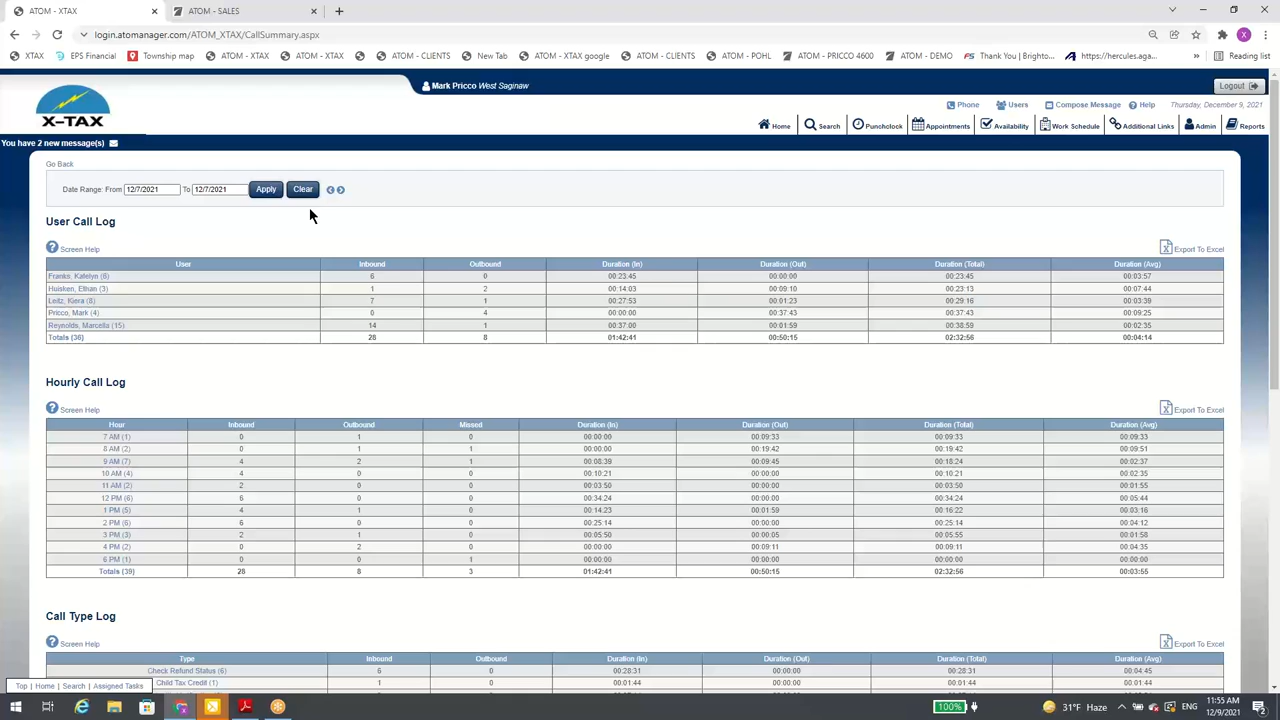 ATOM - XTAX
ATOM - SALES
login.atomanager.com/ATOM_XTAX/CallSummary.aspx
XTAX EPS Financial Township map ATOM - XTAX ATOM - XTAX ATOM - CLIENTS New Tab ATOM - XTAX google ATOM - CLIENTS ATOM - POHL ATOM - PRICCO 4600 ATOM - DEMO Thank You | Brighto... https://hercules.aga... » Reading list
X-TAX
Mark Pricco West Saginaw
Logout
Phone Users Compose Message Help Thursday, December 9, 2021
Home Search Punchclock Appointments Availability Work Schedule Additional Links Admin Reports
You have 2 new message(s)
Go Back
Date Range: From 12/7/2021 To 12/7/2021 Apply Clear
User Call Log
Screen Help Export To Excel
User Inbound Outbound Duration (In) Duration (Out) Duration (Total) Duration (Avg)
Franks, Katelyn (6) 6 0 00:23:45 00:00:00 00:23:45 00:03:57
Huisken, Ethan (3) 1 2 00:14:03 00:09:10 00:23:13 00:07:44
Leitz, Kiera (8) 7 1 00:27:53 00:01:23 00:29:16 00:03:39
Pricco, Mark (4) 0 4 00:00:00 00:37:43 00:37:43 00:09:25
Reynolds, Marcella (15) 14 1 00:37:00 00:01:59 00:38:59 00:02:35
Totals (36) 28 8 01:42:41 00:50:15 02:32:56 00:04:14
Hourly Call Log
Screen Help Export To Excel
Hour Inbound Outbound Missed Duration (In) Duration (Out) Duration (Total) Duration (Avg)
7 AM (1) 0 1 0 00:00:00 00:09:33 00:09:33 00:09:33
8 AM (2) 0 1 1 00:00:00 00:19:42 00:19:42 00:09:51
9 AM (7) 4 2 1 00:08:39 00:09:45 00:18:24 00:02:37
10 AM (4) 4 0 0 00:10:21 00:00:00 00:10:21 00:02:35
11 AM (2) 2 0 0 00:03:50 00:00:00 00:03:50 00:01:55
12 PM (6) 6 0 0 00:34:24 00:00:00 00:34:24 00:05:44
1 PM (5) 4 1 0 00:14:23 00:01:59 00:16:22 00:03:16
2 PM (6) 6 0 0 00:25:14 00:00:00 00:25:14 00:04:12
3 PM (3) 2 1 0 00:05:50 00:00:05 00:05:55 00:01:58
4 PM (2) 0 2 0 00:00:00 00:09:11 00:09:11 00:04:35
6 PM (1) 0 0 1 00:00:00 00:00:00 00:00:00 00:00:00
Totals (39) 28 8 3 01:42:41 00:50:15 02:32:56 00:03:55
Call Type Log
Screen Help Export To Excel
Type Inbound Outbound Duration (In) Duration (Out) Duration (Total) Duration (Avg)
Check Refund Status (6) 6 0 00:28:31 00:00:00 00:28:31 00:04:45
Child Tax Credit (1) 1 0 00:01:44 00:00:00 00:01:44 00:01:44
Top | Home | Search | Assigned Tasks
100% 31°F Haze ENG 11:55 AM
12/9/2021 2